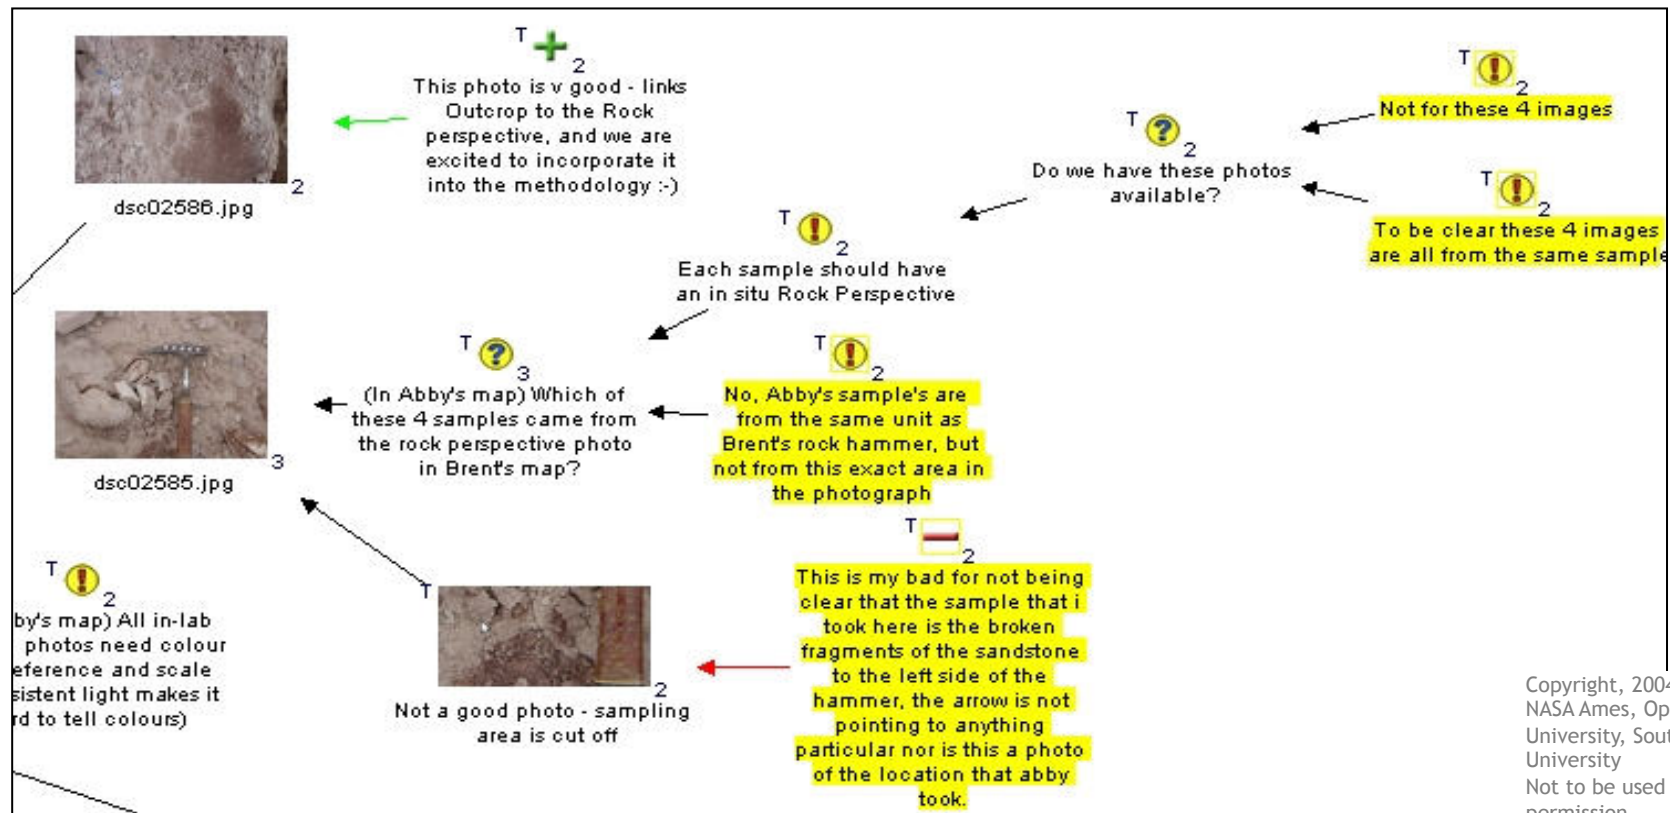 T
2
This photo is v good - links
Outcrop to the Rock
perspective, and we are
excited to incorporate it
into the methodology :-)
2
dsc02586.jpg
T
2
Not for these 4 images
T
2
Do we have these photos
available?
T
2
To be clear these 4 images
are all from the same sample
T
2
Each sample should have
an in situ Rock Perspective
3
dsc02585.jpg
T
3
(In Abby's map) Which of
these 4 samples came from
the rock perspective photo
in Brent's map?
T
2
No, Abby's sample's are
from the same unit as
Brent's rock hammer, but
not from this exact area in
the photograph
T
2
by's map) All in-lab
photos need colour
eference and scale
sistent light makes it
rd to tell colours)
T
2
Not a good photo - sampling
area is cut off
T
2
This is my bad for not being
clear that the sample that i
took here is the broken
fragments of the sandstone
to the left side of the
hammer, the arrow is not
pointing to anything
particular nor is this a photo
of the location that abby
took.
Copyright, 2004
NASA Ames, Op
University, Sout
University
Not to be used
permission